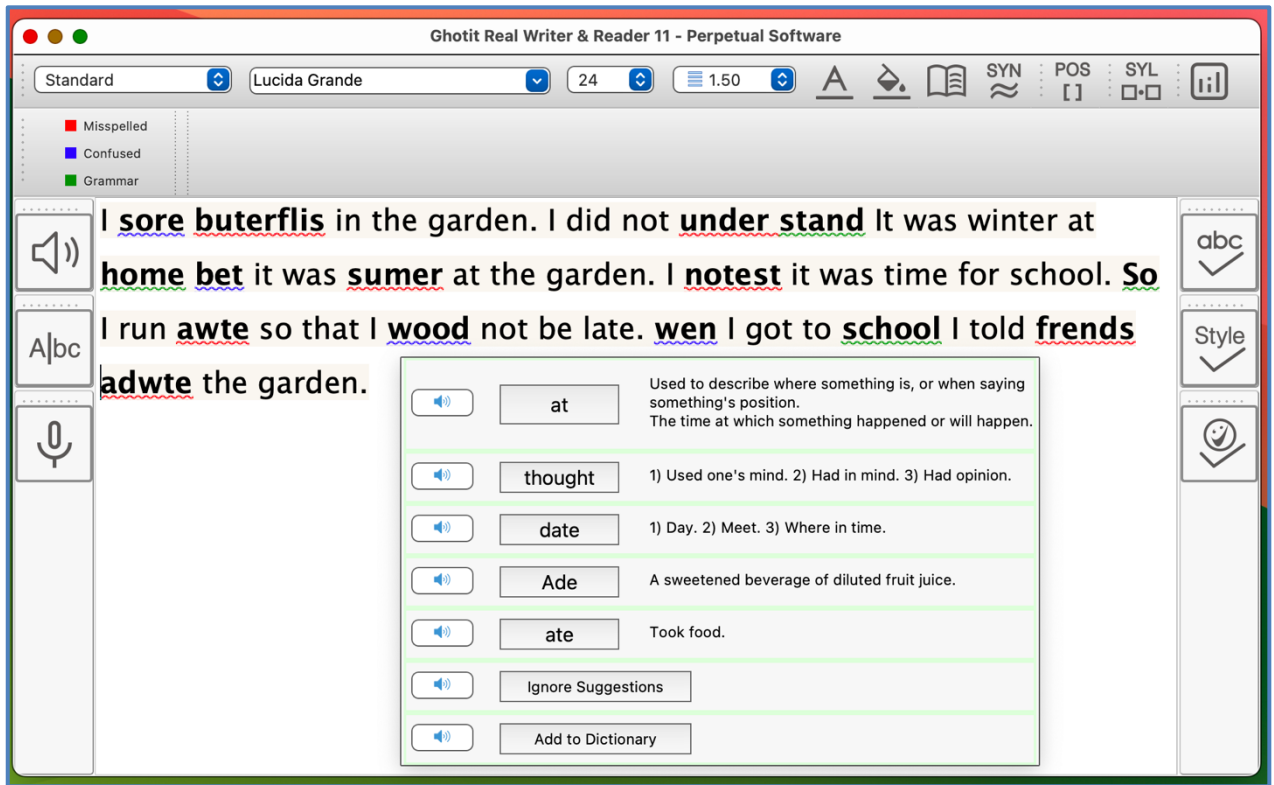 Ghotit Real Writer & Reader 11 - Perpetual Software
Standard
Lucida Grande
24
1.50
A
SYN
POS
[ ]
SYL
Misspelled
Confused
Grammar
I sore buterflis in the garden. I did not under stand It was winter at
home bet it was sumer at the garden. I notest it was time for school. So
I run awte so that I wood not be late. wen I got to school I told frends
adwte the garden.
A|bc
abc
Style
at
Used to describe where something is, or when saying
something's position.
The time at which something happened or will happen.
thought
1) Used one's mind. 2) Had in mind. 3) Had opinion.
date
1) Day. 2) Meet. 3) Where in time.
Ade
A sweetened beverage of diluted fruit juice.
ate
Took food.
Ignore Suggestions
Add to Dictionary